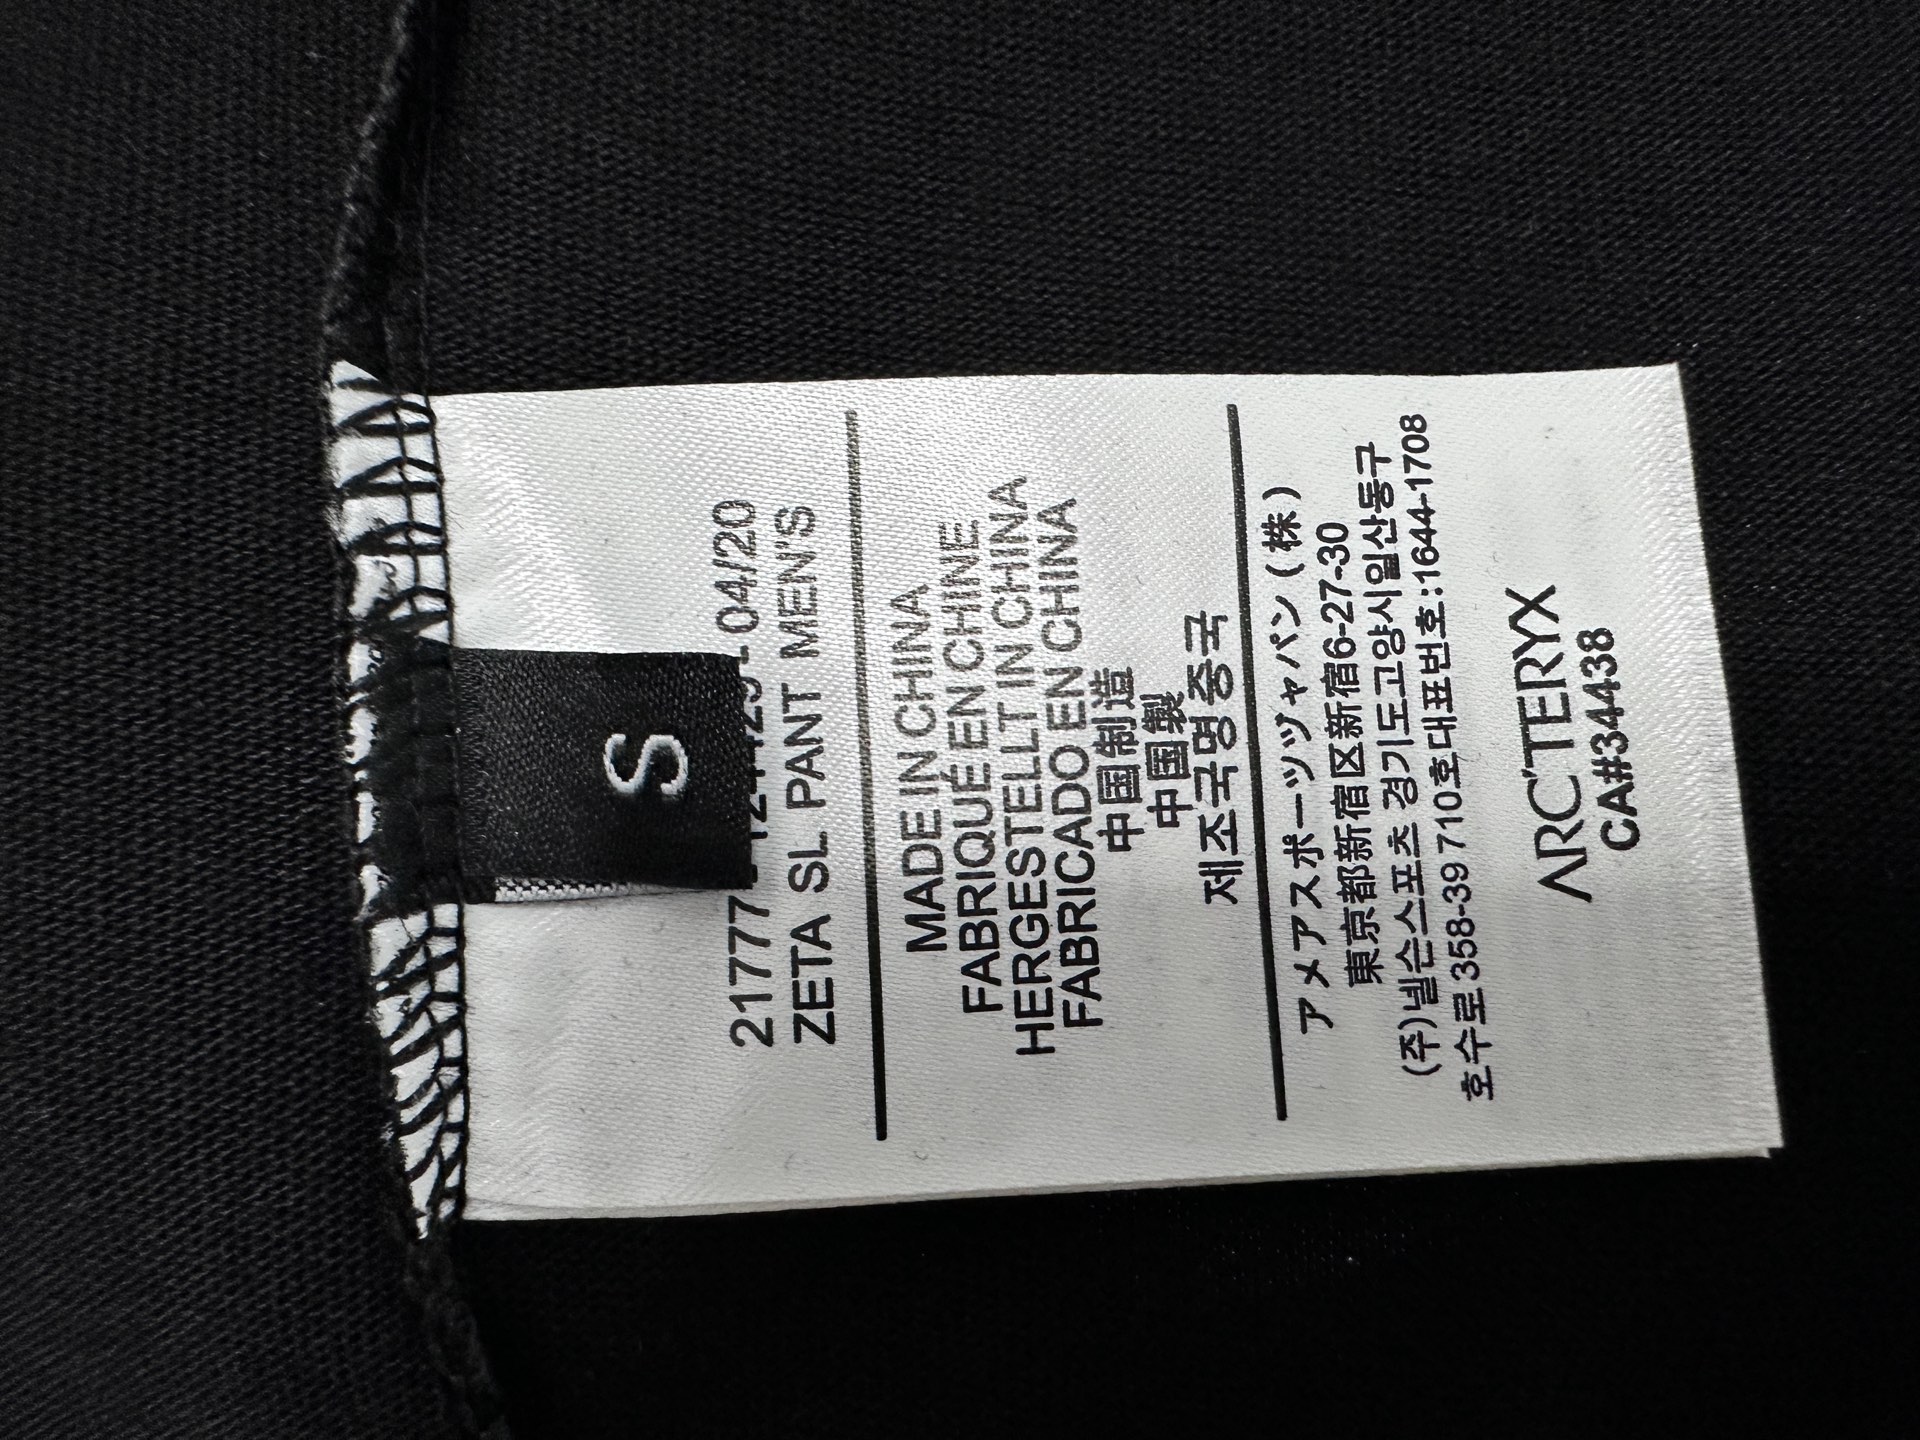 S
21777
04/20
ZETA SL PANT MEN'S
MADE IN CHINA
FABRIQUÉ EN CHINE
HERGESTELLT IN CHINA
FABRICADO EN CHINA
中国制造
中国製
제조국명중국
アメアスポーツジャパン(株)
東京都新宿区新宿6-27-30
(주)넬슨스포츠 경기도고양시일산동구
호수로358-39 710호대표번호:1644-1708
ARC'TERYX
CA#34438